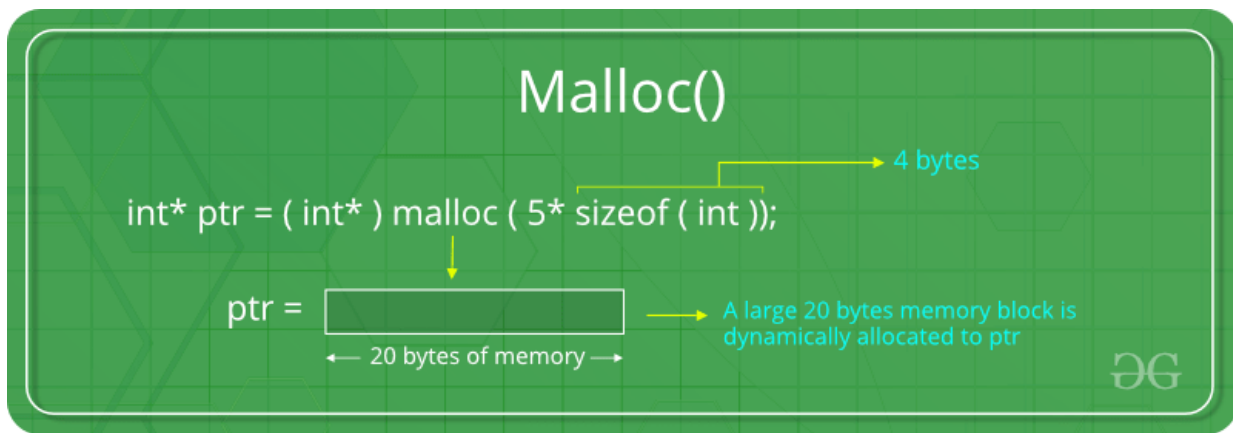 Malloc()
4 bytes
int* ptr = ( int* ) malloc ( 5* sizeof ( int ));
ptr =
A large 20 bytes memory block is
dynamically allocated to ptr
20 bytes of memory